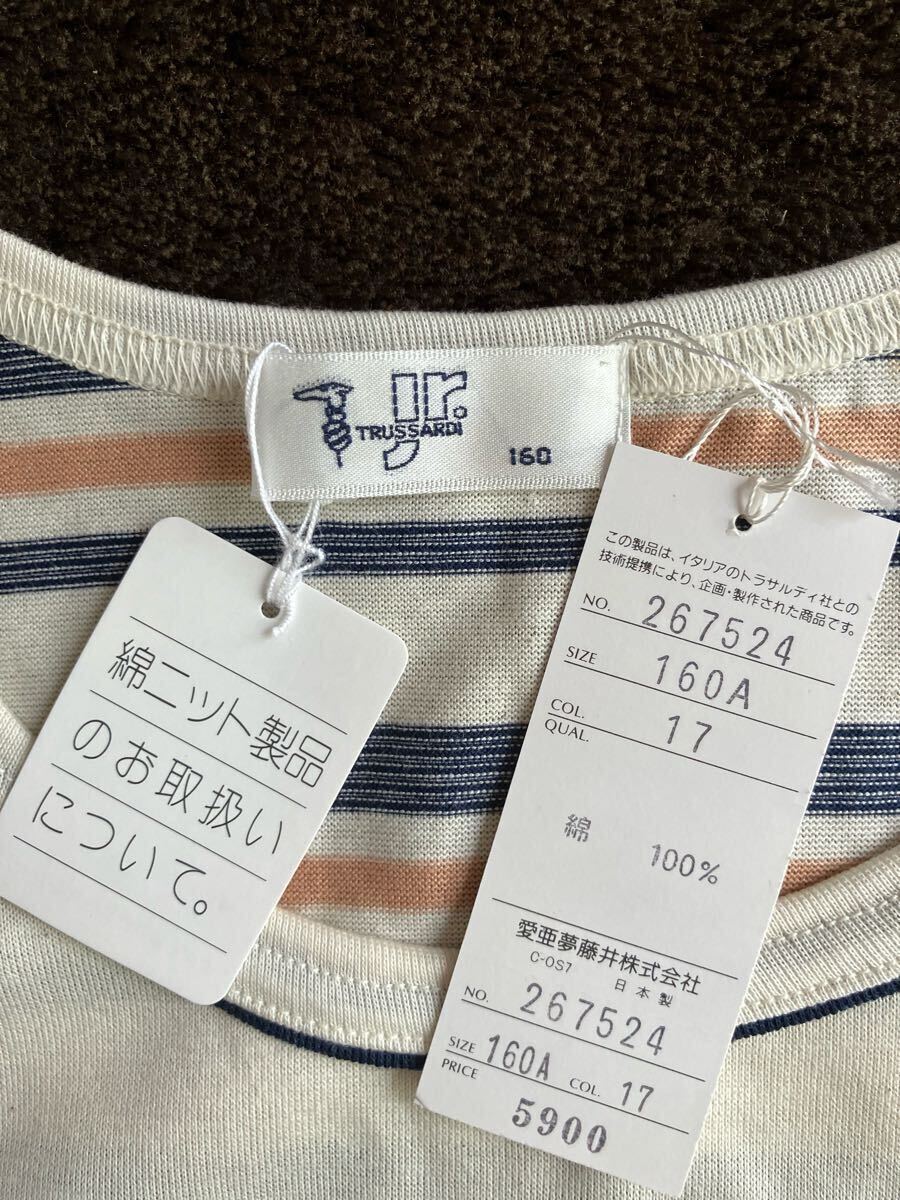 jr.
TRUSSARDI
160
綿ニット製品
のお取扱い
について。
この製品は、イタリアのトラサルディ社との
技術提携により、企画・製作された商品です。
NO. 267524
SIZE 160A
COL. 17
QUAL.
綿 100%
愛亜夢藤井株式会社
C-0S7 日本製
NO. 267524
SIZE 160A COL. 17
PRICE 5900